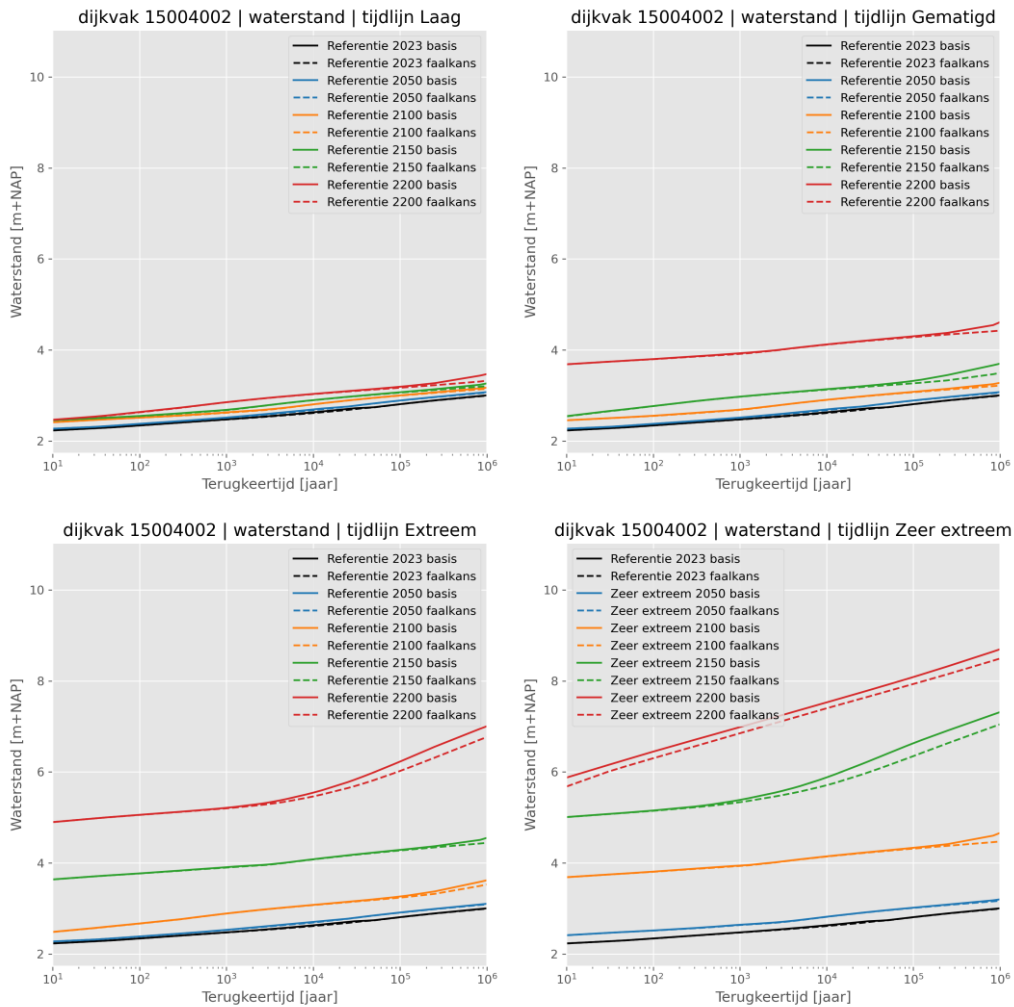 dijkvak 15004002 | waterstand | tijdlijn Laag
Referentie 2023 basis
Referentie 2023 faalkans
Referentie 2050 basis
Referentie 2050 faalkans
Referentie 2100 basis
Referentie 2100 faalkans
Referentie 2150 basis
Referentie 2150 faalkans
Referentie 2200 basis
Referentie 2200 faalkans
Waterstand [m+NAP]
10
8
6
4
2
10¹ 10² 10³ 10⁴ 10⁵ 10⁶
Terugkeertijd [jaar]
dijkvak 15004002 | waterstand | tijdlijn Gematigd
Referentie 2023 basis
Referentie 2023 faalkans
Referentie 2050 basis
Referentie 2050 faalkans
Referentie 2100 basis
Referentie 2100 faalkans
Referentie 2150 basis
Referentie 2150 faalkans
Referentie 2200 basis
Referentie 2200 faalkans
Waterstand [m+NAP]
10
8
6
4
2
10¹ 10² 10³ 10⁴ 10⁵ 10⁶
Terugkeertijd [jaar]
dijkvak 15004002 | waterstand | tijdlijn Extreem
Referentie 2023 basis
Referentie 2023 faalkans
Referentie 2050 basis
Referentie 2050 faalkans
Referentie 2100 basis
Referentie 2100 faalkans
Referentie 2150 basis
Referentie 2150 faalkans
Referentie 2200 basis
Referentie 2200 faalkans
Waterstand [m+NAP]
10
8
6
4
2
10¹ 10² 10³ 10⁴ 10⁵ 10⁶
Terugkeertijd [jaar]
dijkvak 15004002 | waterstand | tijdlijn Zeer extreem
Referentie 2023 basis
Referentie 2023 faalkans
Zeer extreem 2050 basis
Zeer extreem 2050 faalkans
Zeer extreem 2100 basis
Zeer extreem 2100 faalkans
Zeer extreem 2150 basis
Zeer extreem 2150 faalkans
Zeer extreem 2200 basis
Zeer extreem 2200 faalkans
Waterstand [m+NAP]
10
8
6
4
2
10¹ 10² 10³ 10⁴ 10⁵ 10⁶
Terugkeertijd [jaar]